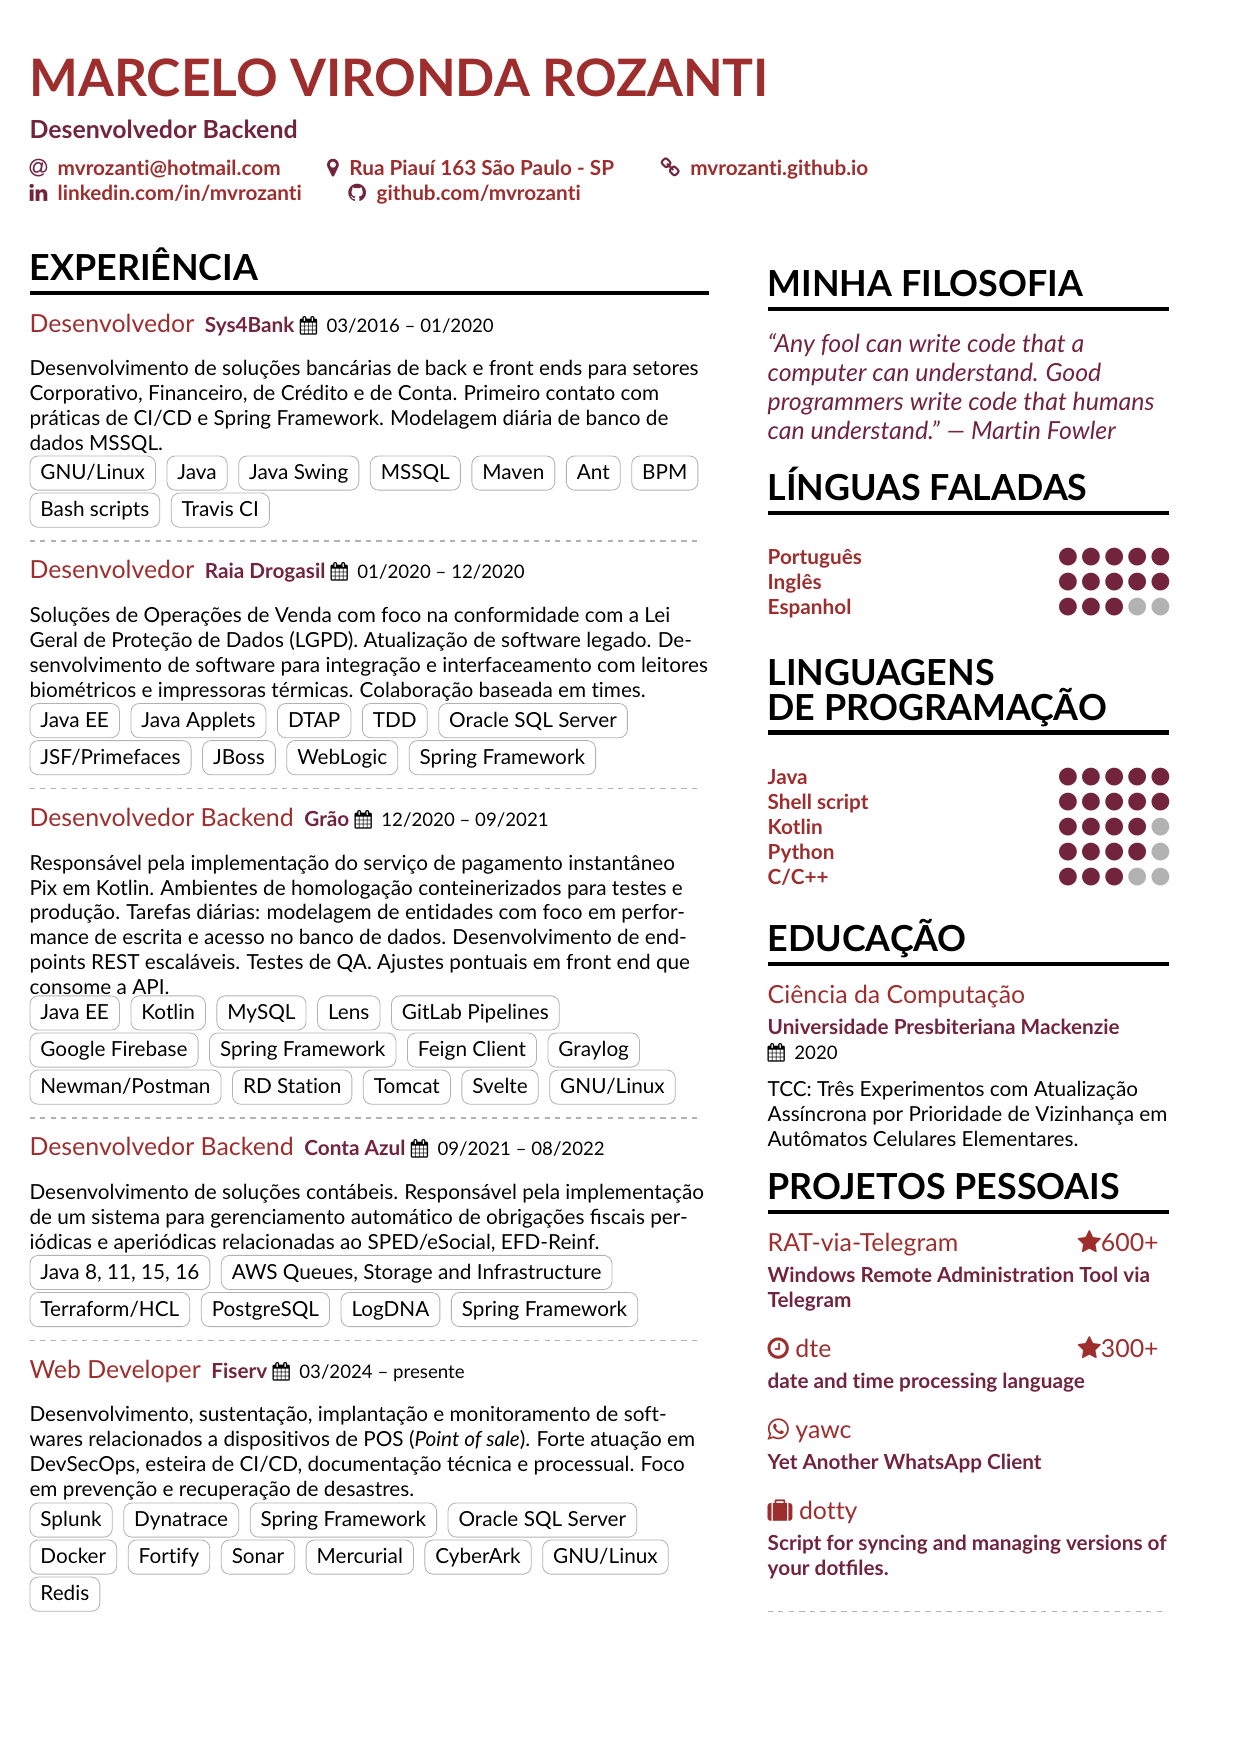 MARCELO VIRONDA ROZANTI
Desenvolvedor Backend
mvrozanti@hotmail.com Rua Piauí 163 São Paulo - SP mvrozanti.github.io
linkedin.com/in/mvrozanti github.com/mvrozanti
EXPERIÊNCIA
Desenvolvedor Sys4Bank 03/2016 – 01/2020
Desenvolvimento de soluções bancárias de back e front ends para setores
Corporativo, Financeiro, de Crédito e de Conta. Primeiro contato com
práticas de CI/CD e Spring Framework. Modelagem diária de banco de
dados MSSQL.
GNU/Linux Java Java Swing MSSQL Maven Ant BPM
Bash scripts Travis CI
Desenvolvedor Raia Drogasil 01/2020 – 12/2020
Soluções de Operações de Venda com foco na conformidade com a Lei
Geral de Proteção de Dados (LGPD). Atualização de software legado. De-
senvolvimento de software para integração e interfaceamento com leitores
biométricos e impressoras térmicas. Colaboração baseada em times.
Java EE Java Applets DTAP TDD Oracle SQL Server
JSF/Primefaces JBoss WebLogic Spring Framework
Desenvolvedor Backend Grão 12/2020 – 09/2021
Responsável pela implementação do serviço de pagamento instantâneo
Pix em Kotlin. Ambientes de homologação conteinerizados para testes e
produção. Tarefas diárias: modelagem de entidades com foco em perfor-
mance de escrita e acesso no banco de dados. Desenvolvimento de end-
points REST escaláveis. Testes de QA. Ajustes pontuais em front end que
consome a API.
Java EE Kotlin MySQL Lens GitLab Pipelines
Google Firebase Spring Framework Feign Client Graylog
Newman/Postman RD Station Tomcat Svelte GNU/Linux
Desenvolvedor Backend Conta Azul 09/2021 – 08/2022
Desenvolvimento de soluções contábeis. Responsável pela implementação
de um sistema para gerenciamento automático de obrigações fiscais per-
iódicas e aperiódicas relacionadas ao SPED/eSocial, EFD-Reinf.
Java 8, 11, 15, 16 AWS Queues, Storage and Infrastructure
Terraform/HCL PostgreSQL LogDNA Spring Framework
Web Developer Fiserv 03/2024 – presente
Desenvolvimento, sustentação, implantação e monitoramento de soft-
wares relacionados a dispositivos de POS (Point of sale). Forte atuação em
DevSecOps, esteira de CI/CD, documentação técnica e processual. Foco
em prevenção e recuperação de desastres.
Splunk Dynatrace Spring Framework Oracle SQL Server
Docker Fortify Sonar Mercurial CyberArk GNU/Linux
Redis
MINHA FILOSOFIA
“Any fool can write code that a
computer can understand. Good
programmers write code that humans
can understand.” — Martin Fowler
LÍNGUAS FALADAS
Português
Inglês
Espanhol
LINGUAGENS
DE PROGRAMAÇÃO
Java
Shell script
Kotlin
Python
C/C++
EDUCAÇÃO
Ciência da Computação
Universidade Presbiteriana Mackenzie
2020
TCC: Três Experimentos com Atualização
Assíncrona por Prioridade de Vizinhança em
Autômatos Celulares Elementares.
PROJETOS PESSOAIS
RAT-via-Telegram 600+
Windows Remote Administration Tool via
Telegram
dte 300+
date and time processing language
yawc
Yet Another WhatsApp Client
dotty
Script for syncing and managing versions of
your dotfiles.